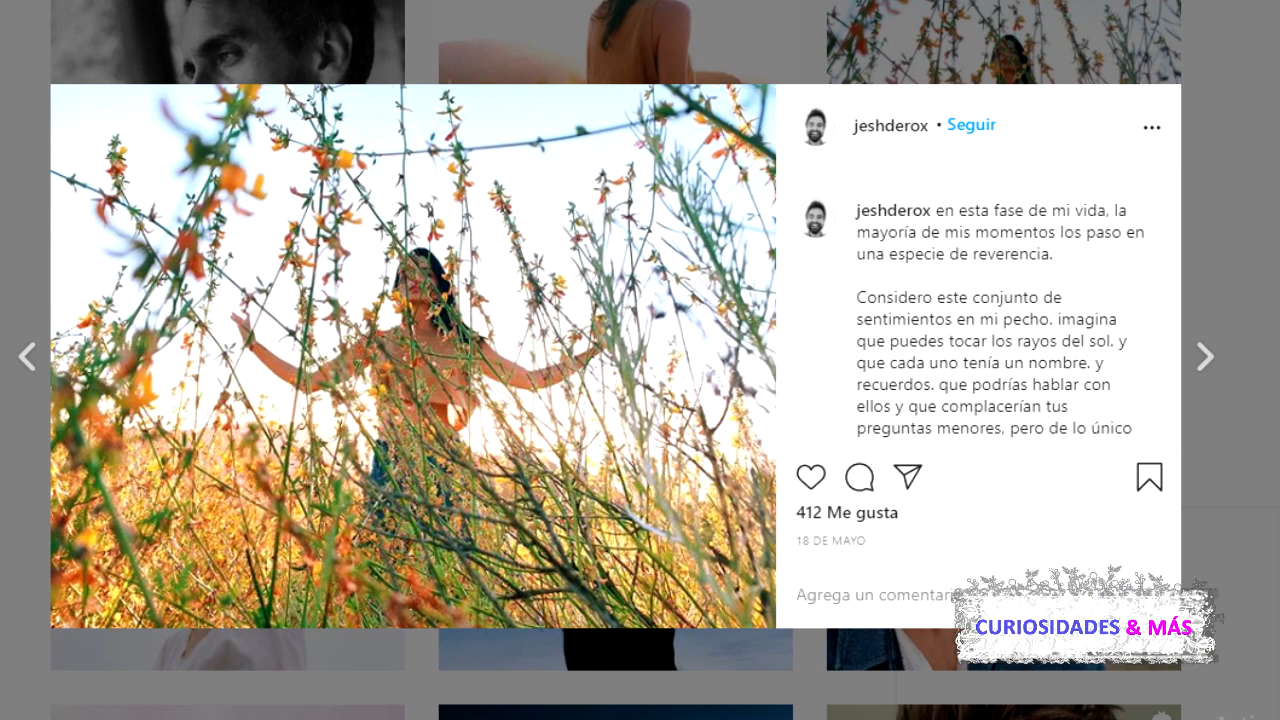 jeshderox • Seguir
jeshderox en esta fase de mi vida, la
mayoría de mis momentos los paso en
una especie de reverencia.
Considero este conjunto de
sentimientos en mi pecho. imagina
que puedes tocar los rayos del sol. y
que cada uno tenía un nombre. y
recuerdos. que podrías hablar con
ellos y que complacerían tus
preguntas menores, pero de lo único
412 Me gusta
18 DE MAYO
Agrega un comentari
CURIOSIDADES & MÁS